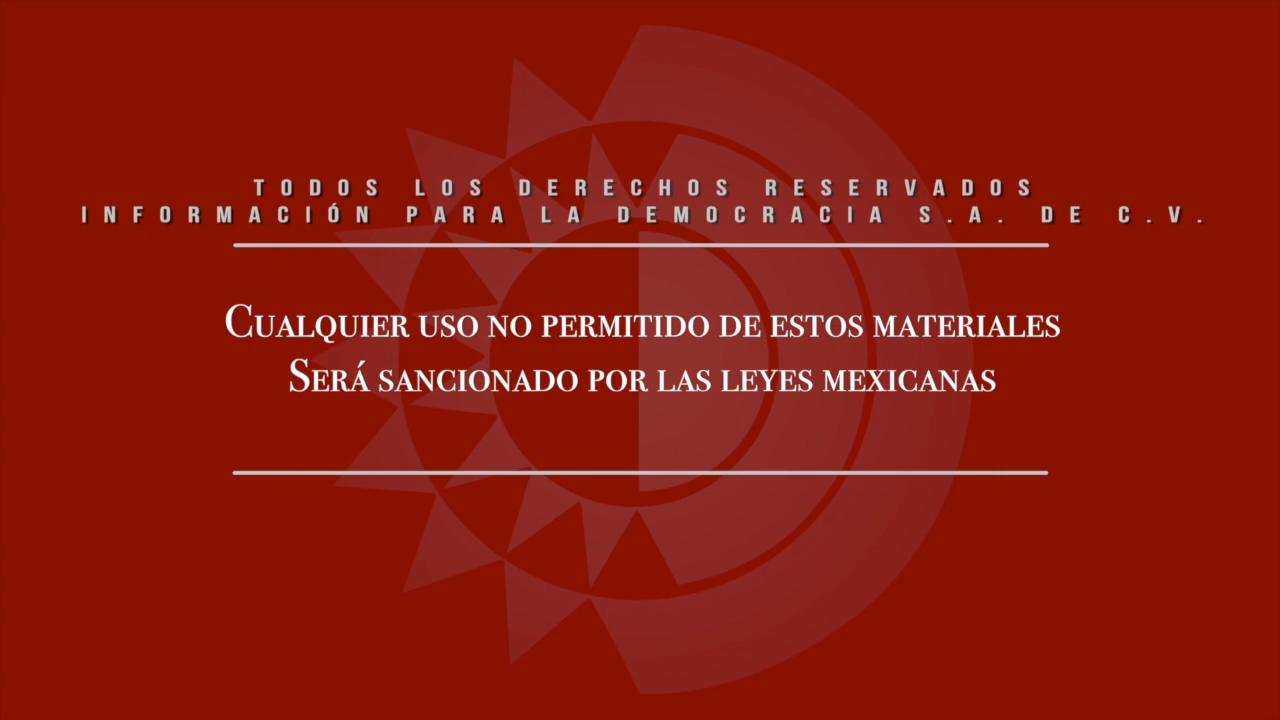 TODOS LOS DERECHOS RESERVADOS
INFORMACIÓN PARA LA DEMOCRACIA S.A. DE C.V.
CUALQUIER USO NO PERMITIDO DE ESTOS MATERIALES
SERÁ SANCIONADO POR LAS LEYES MEXICANAS